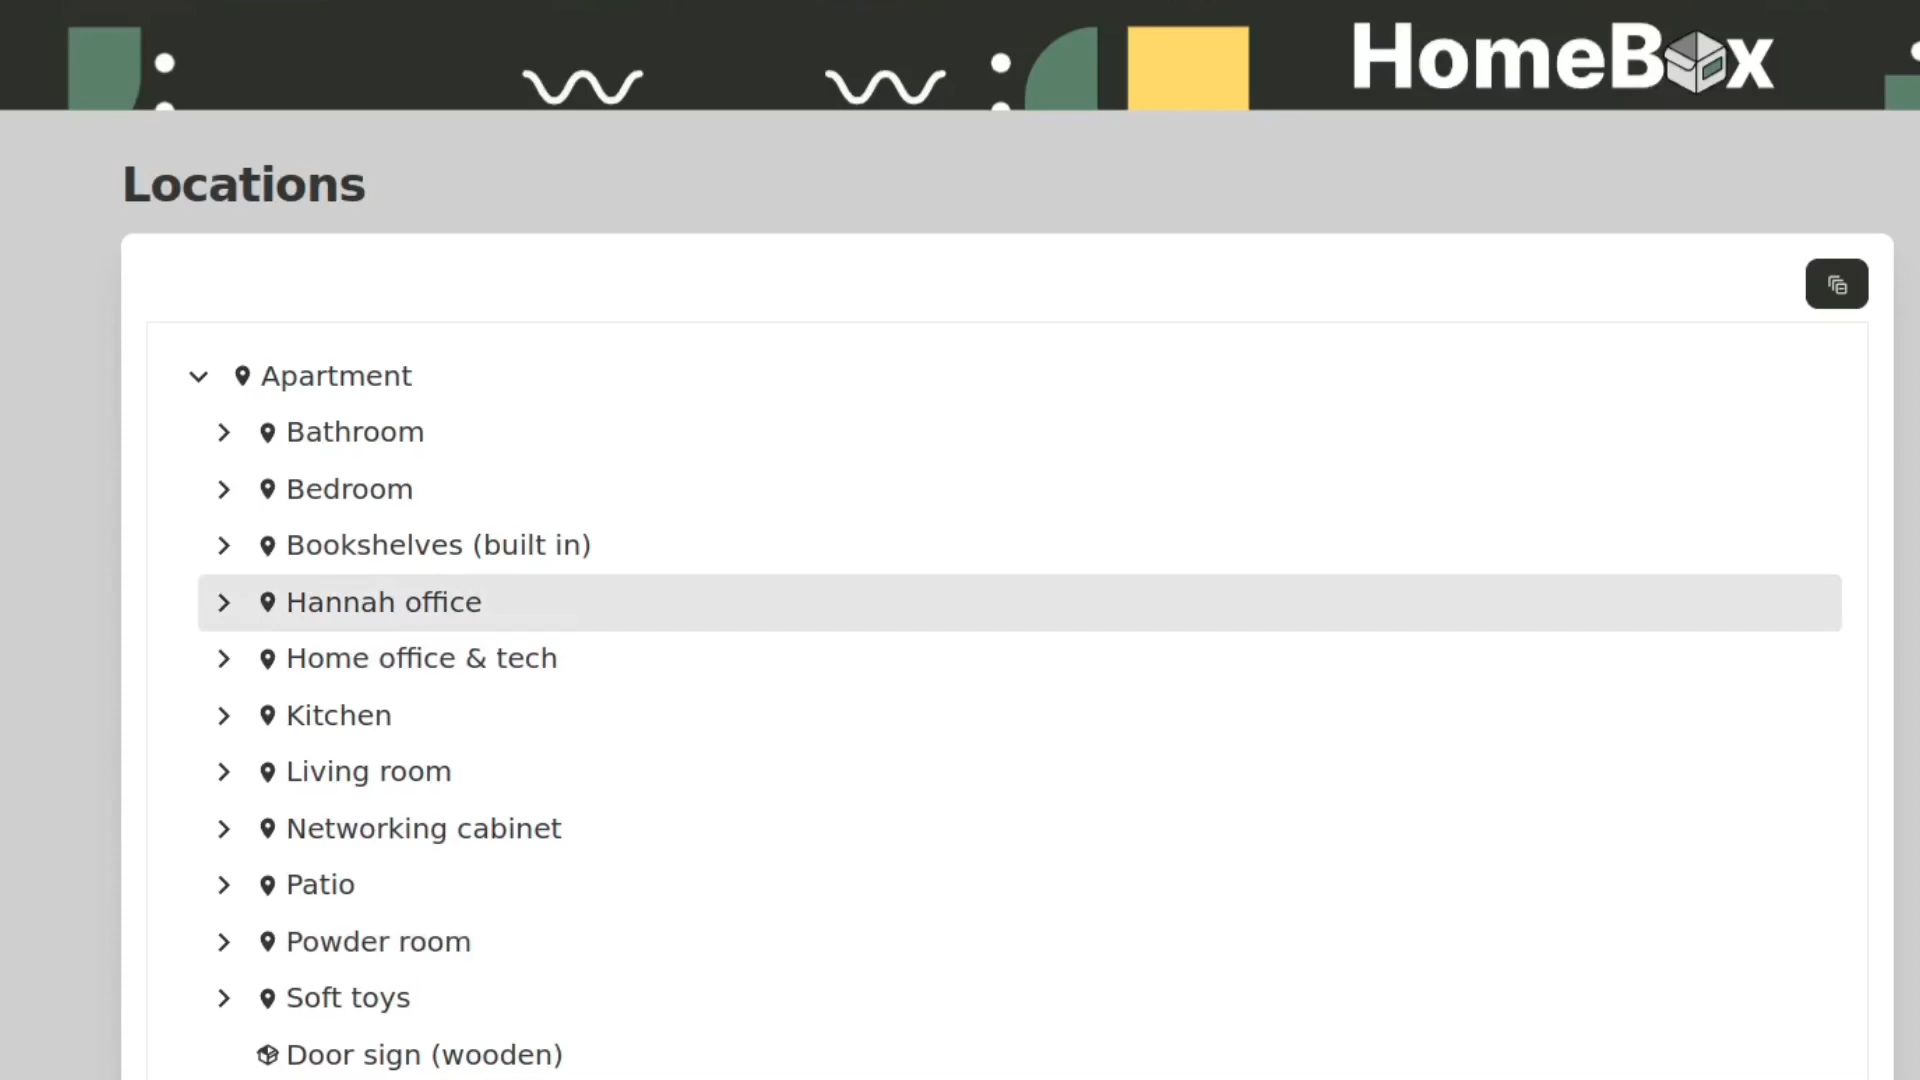 HomeBox
Locations
Apartment
Bathroom
Bedroom
Bookshelves (built in)
Hannah office
Home office & tech
Kitchen
Living room
Networking cabinet
Patio
Powder room
Soft toys
Door sign (wooden)